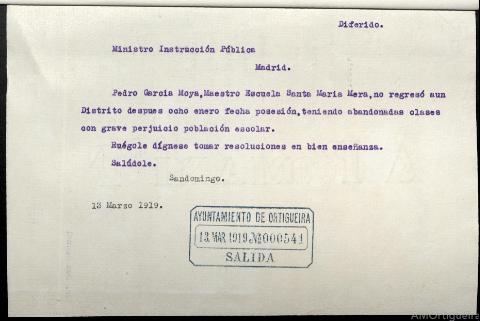 Diferido.
Ministro Instrucción Pública
Madrid.
Pedro Garcia Moya,Maestro Escuela Santa Maria Mera,no regresó aun
Distrito despues ocho enero fecha posesión,teniendo abandonadas clases
con grave perjuicio población escolar.
Ruégole dígnese tomar resoluciones en bien enseñanza.
Salúdole.
Sandomingo.
13 Marzo 1919.
AYUNTAMIENTO DE ORTIGUEIRA
13. MAR 1919 №000541
SALIDA
AMOrtigueira